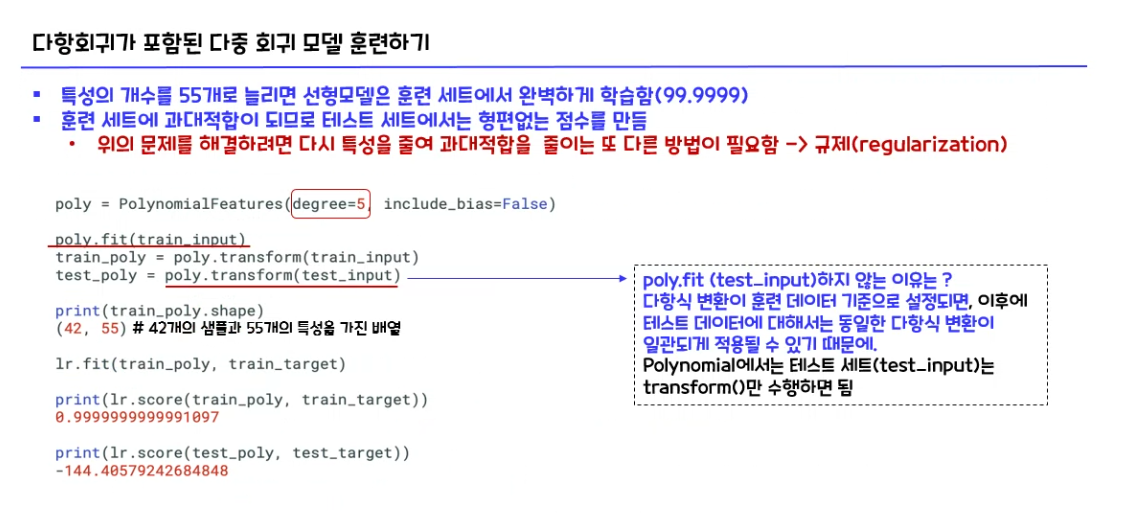 다항회귀가 포함된 다중 회귀 모델 훈련하기
▪ 특성의 개수를 55개로 늘리면 선형모델은 훈련 세트에서 완벽하게 학습함(99.9999)
▪ 훈련 세트에 과대적합이 되므로 테스트 세트에서는 형편없는 점수를 만듬
• 위의 문제를 해결하려면 다시 특성을 줄여 과대적합을 줄이는 또 다른 방법이 필요함 -> 규제(regularization)
poly = PolynomialFeatures(degree=5, include_bias=False)
poly.fit(train_input)
train_poly = poly.transform(train_input)
test_poly = poly.transform(test_input)
print(train_poly.shape)
(42, 55) # 42개의 샘플과 55개의 특성을 가진 배열
lr.fit(train_poly, train_target)
print(lr.score(train_poly, train_target))
0.9999999999991097
print(lr.score(test_poly, test_target))
-144.40579242684848
poly.fit (test_input)하지 않는 이유는 ?
다항식 변환이 훈련 데이터 기준으로 설정되면, 이후에
테스트 데이터에 대해서는 동일한 다항식 변환이
일관되게 적용될 수 있기 때문에.
Polynomial에서는 테스트 세트(test_input)는
transform()만 수행하면 됨